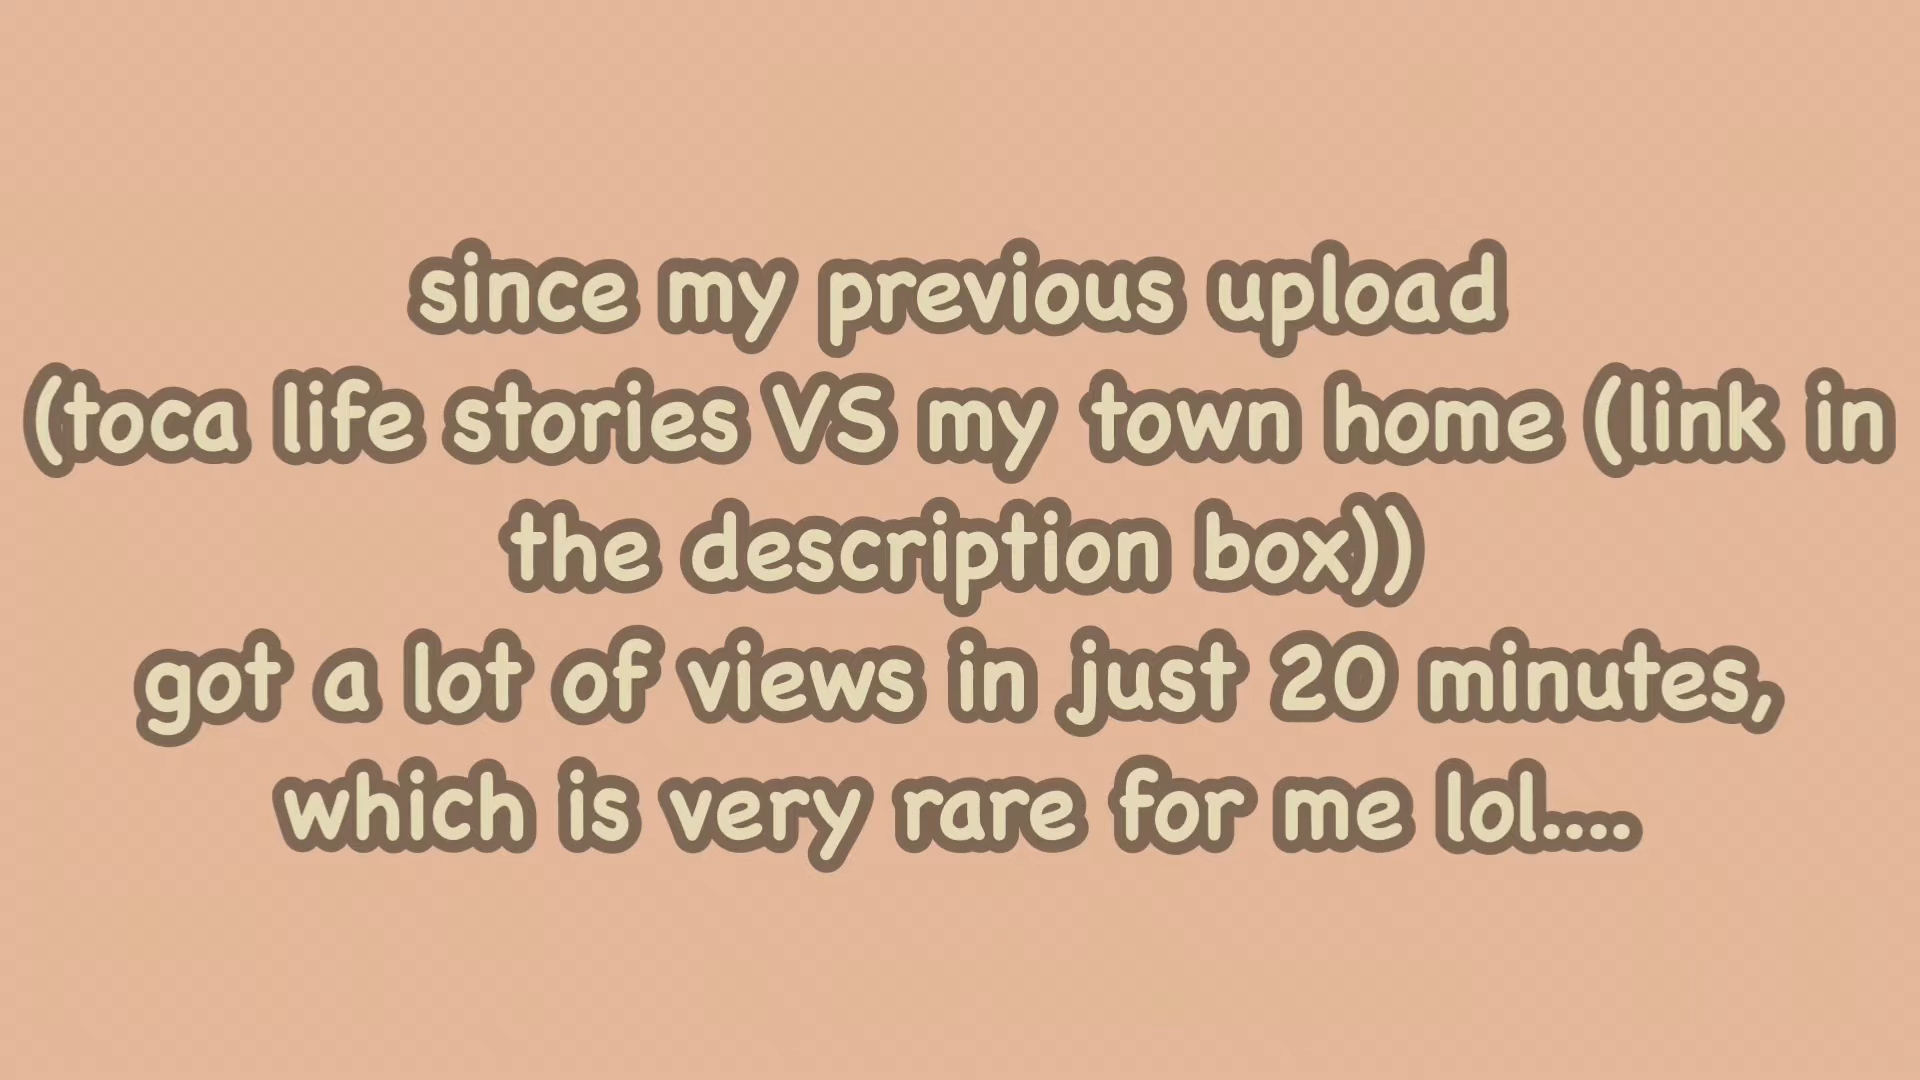 since my previous upload
(toca life stories VS my town home (link in
the description box))
got a lot of views in just 20 minutes,
which is very rare for me lol....